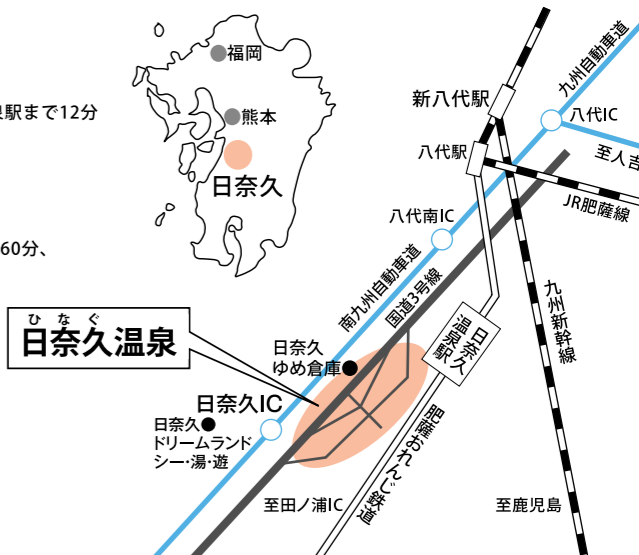 福岡
熊本
日奈久
泉駅まで12分
60分、
ひなぐ
日奈久温泉
九州自動車道
新八代駅
八代IC
八代駅
至人吉
JR肥薩線
八代南IC
南九州自動車道
国道3号線
九州新幹線
日奈久
温泉駅
日奈久
ゆめ倉庫
日奈久IC
日奈久
ドリームランド
シー・湯・遊
肥薩おれんじ鉄道
至田ノ浦IC
至鹿児島